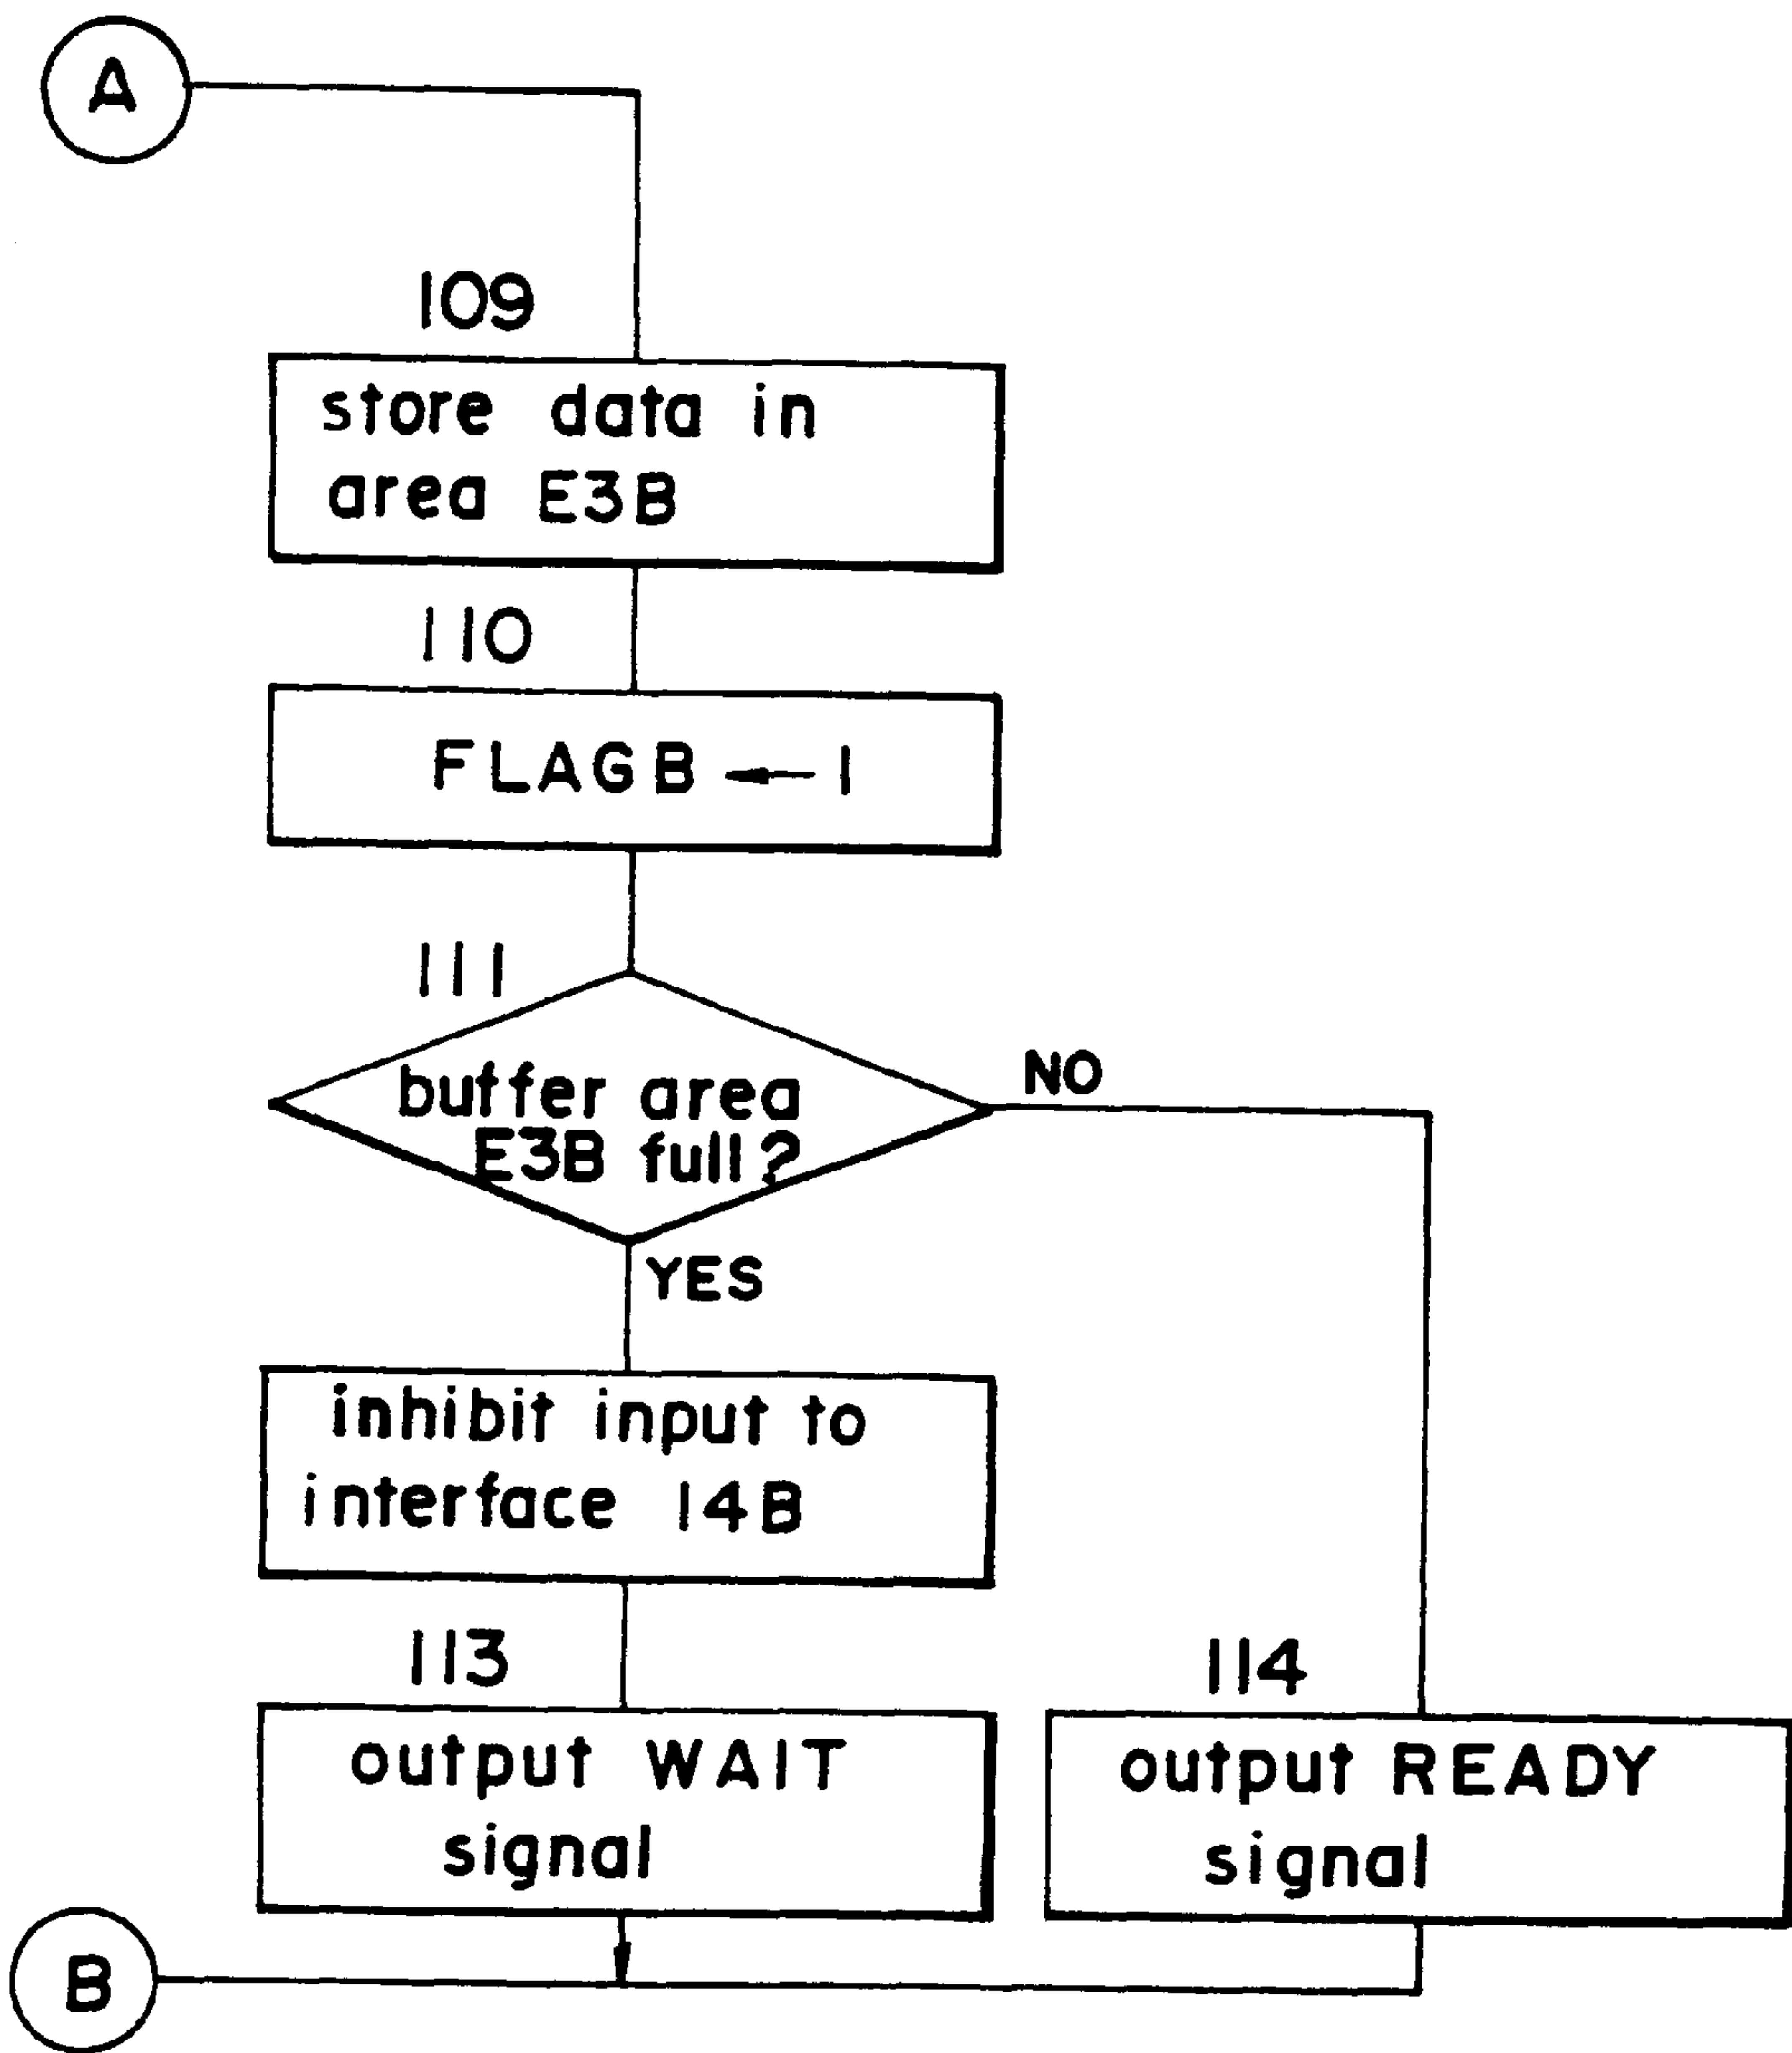 A
109
store data in
area E3B
110
FLAGB ← 1
111
buffer area
E3B full?
NO
YES
inhibit input to
interface 14B
113
output WAIT
signal
114
output READY
signal
B